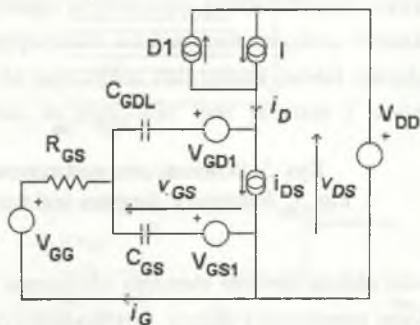 D1
I
C_GDL
i_D
V_DD
R_GS
V_GD1
v_GS
i_DS
v_DS
V_GG
C_GS
V_GS1
i_G